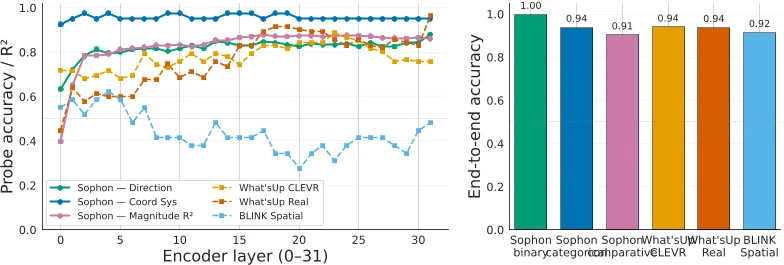 Probe accuracy / R²
1.0
0.8
0.6
0.4
0.2
0.0
0 5 10 15 20 25 30
Encoder layer (0–31)
Sophon — Direction
Sophon — Coord Sys
Sophon — Magnitude R²
What'sUp CLEVR
What'sUp Real
BLINK Spatial
End-to-end accuracy
1.0
0.8
0.6
0.4
0.2
0.0
1.00 0.94 0.91 0.94 0.94 0.92
Sophon binary
Sophon categorical
Sophon comparative
What'sUp CLEVR
What'sUp Real
BLINK Spatial